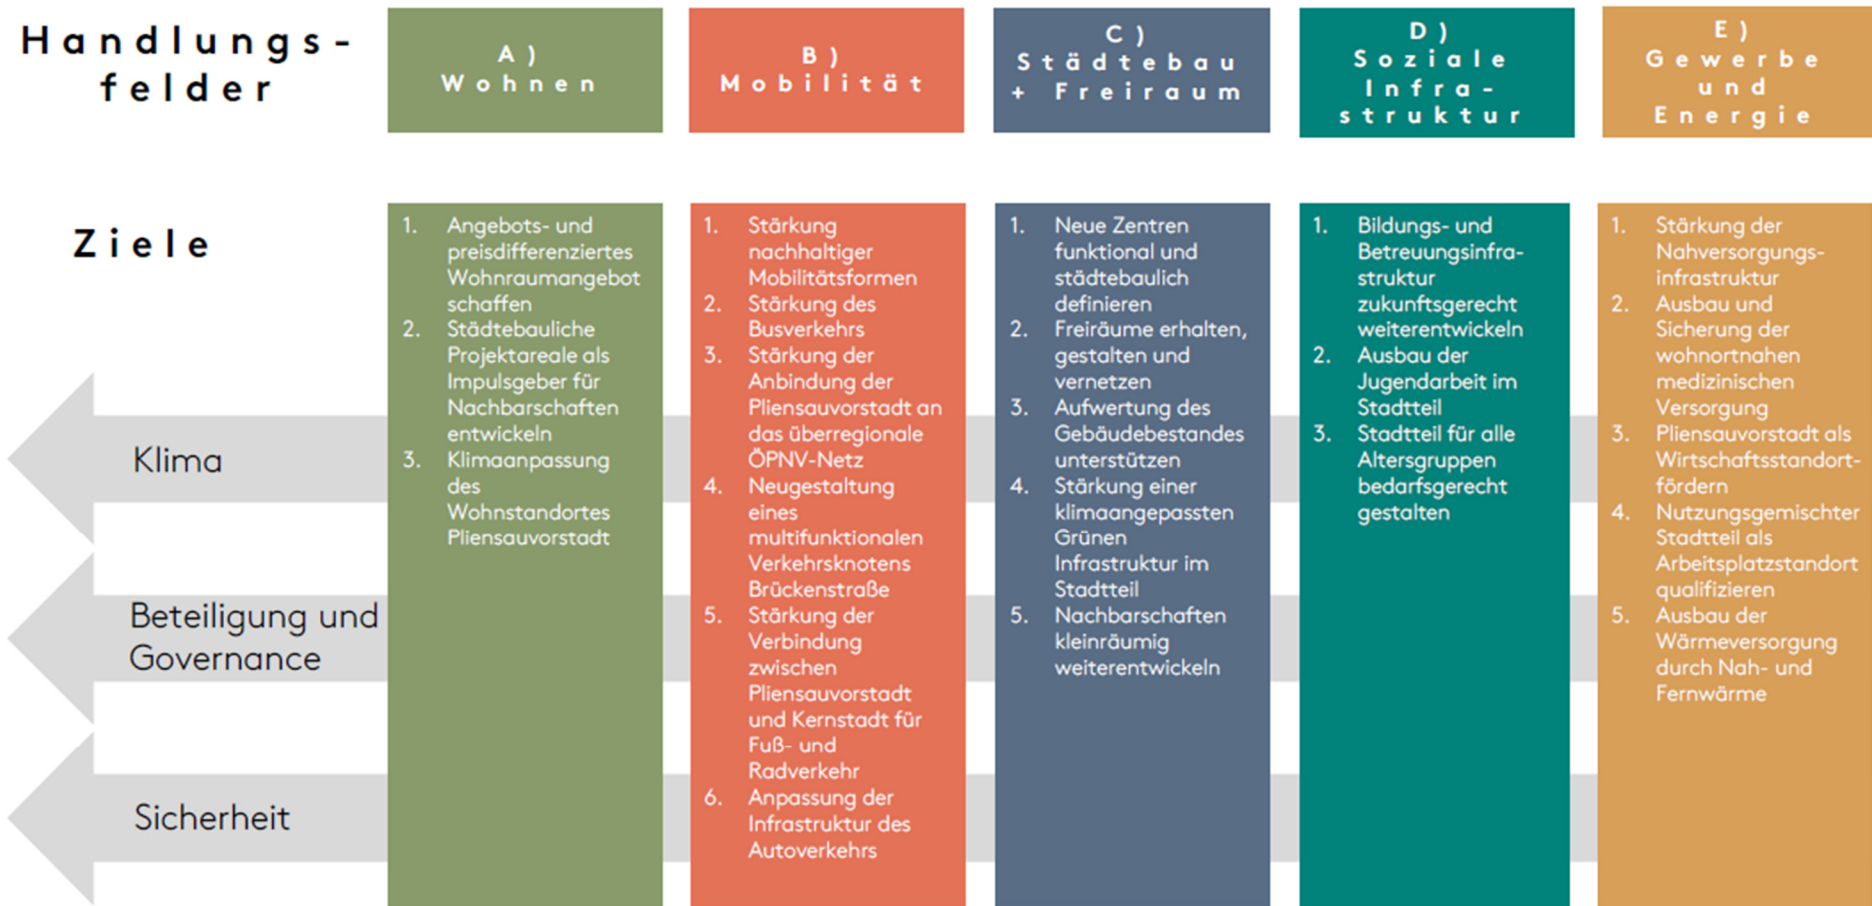 Handlungs-
felder
A)
Wohnen
B)
Mobilität
C)
Städtebau
+ Freiraum
D)
Soziale
Infra-
struktur
E)
Gewerbe
und
Energie
Ziele
1. Angebots- und
preisdifferenziertes
Wohnraumangebot
schaffen
2. Städtebauliche
Projektareale als
Impulsgeber für
Nachbarschaften
entwickeln
3. Klimaanpassung
des
Wohnstandortes
Pliensauvorstadt
1. Stärkung
nachhaltiger
Mobilitätsformen
2. Stärkung des
Busverkehrs
3. Stärkung der
Anbindung der
Pliensauvorstadt an
das überregionale
ÖPNV-Netz
4. Neugestaltung
eines
multifunktionalen
Verkehrsknotens
Brückenstraße
5. Stärkung der
Verbindung
zwischen
Pliensauvorstadt
und Kernstadt für
Fuß- und
Radverkehr
6. Anpassung der
Infrastruktur des
Autoverkehrs
1. Neue Zentren
funktional und
städtebaulich
definieren
2. Freiräume erhalten,
gestalten und
vernetzen
3. Aufwertung des
Gebäudebestandes
unterstützen
4. Stärkung einer
klimaangepassten
Grünen
Infrastruktur im
Stadtteil
5. Nachbarschaften
kleinräumig
weiterentwickeln
1. Bildungs- und
Betreuungsinfra-
struktur
zukunftsgerecht
weiterentwickeln
2. Ausbau der
Jugendarbeit im
Stadtteil
3. Stadtteil für alle
Altersgruppen
bedarfsgerecht
gestalten
1. Stärkung der
Nahversorgungs-
infrastruktur
2. Ausbau und
Sicherung der
wohnortnahen
medizinischen
Versorgung
3. Pliensauvorstadt als
Wirtschaftsstandort-
fördern
4. Nutzungsgemischter
Stadtteil als
Arbeitsplatzstandort
qualifizieren
5. Ausbau der
Wärmeversorgung
durch Nah- und
Fernwärme
Klima
Beteiligung und
Governance
Sicherheit